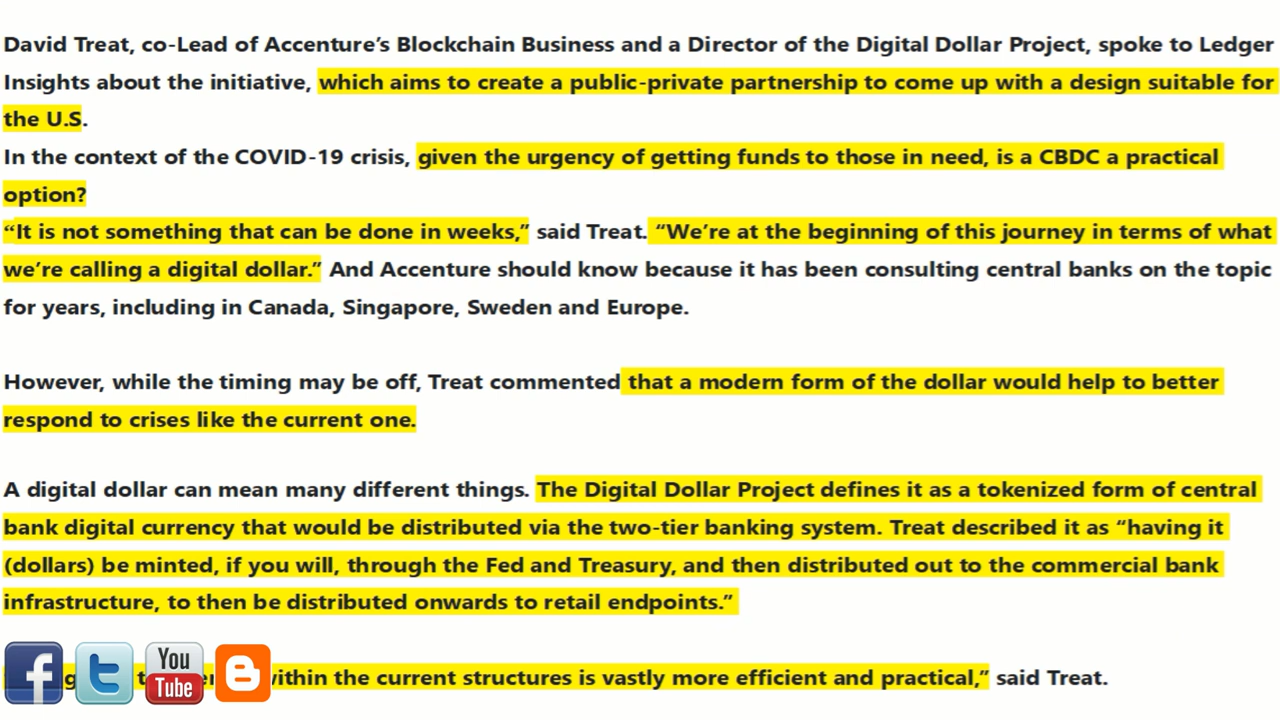 David Treat, co-Lead of Accenture’s Blockchain Business and a Director of the Digital Dollar Project, spoke to Ledger
Insights about the initiative, which aims to create a public-private partnership to come up with a design suitable for
the U.S.
In the context of the COVID-19 crisis, given the urgency of getting funds to those in need, is a CBDC a practical
option?
“It is not something that can be done in weeks,” said Treat. “We’re at the beginning of this journey in terms of what
we’re calling a digital dollar.” And Accenture should know because it has been consulting central banks on the topic
for years, including in Canada, Singapore, Sweden and Europe.
However, while the timing may be off, Treat commented that a modern form of the dollar would help to better
respond to crises like the current one.
A digital dollar can mean many different things. The Digital Dollar Project defines it as a tokenized form of central
bank digital currency that would be distributed via the two-tier banking system. Treat described it as “having it
(dollars) be minted, if you will, through the Fed and Treasury, and then distributed out to the commercial bank
infrastructure, to then be distributed onwards to retail endpoints.”
within the current structures is vastly more efficient and practical,” said Treat.
f
t
You
Tube
B